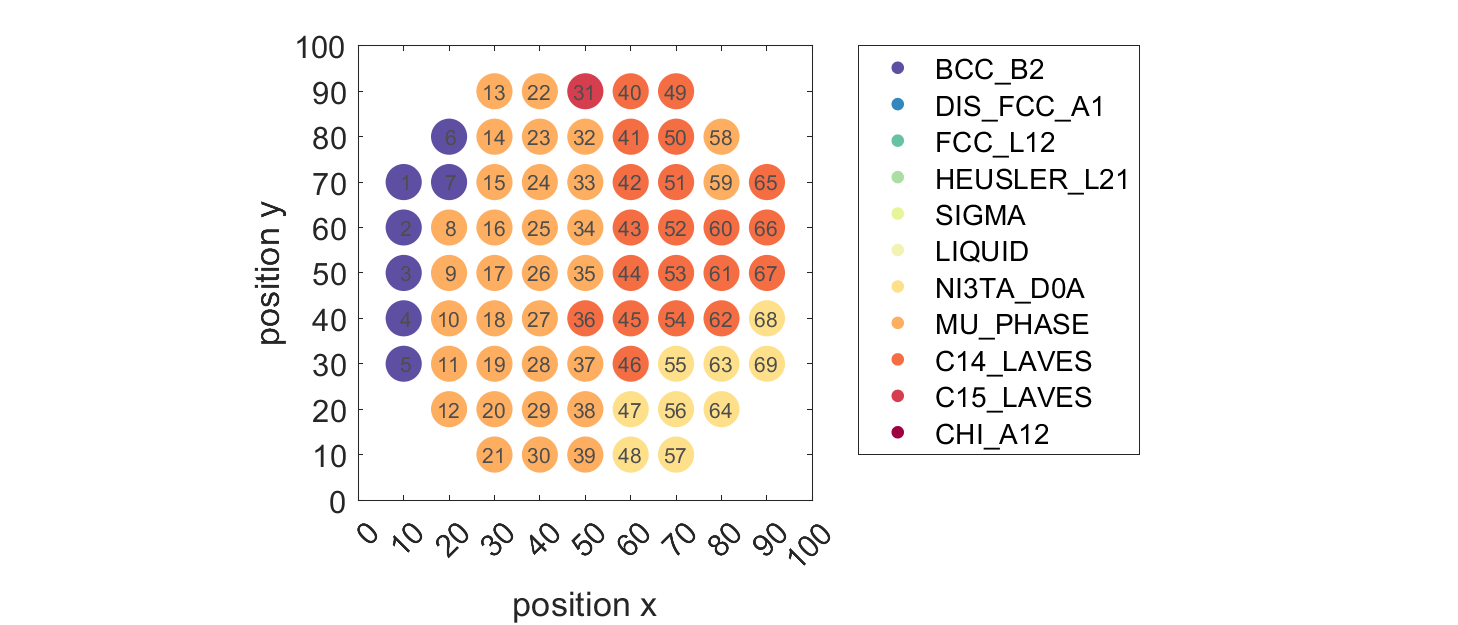 100
90
80
70
60
50
40
30
20
10
0
position y
13 22 31 40 49
6 14 23 32 41 50 58
1 7 15 24 33 42 51 59 65
2 8 16 25 34 43 52 60 66
3 9 17 26 35 44 53 61 67
4 10 18 27 36 45 54 62 68
5 11 19 28 37 46 55 63 69
12 20 29 38 47 56 64
21 30 39 48 57
0 10 20 30 40 50 60 70 80 90 100
position x
BCC_B2
DIS_FCC_A1
FCC_L12
HEUSLER_L21
SIGMA
LIQUID
NI3TA_D0A
MU_PHASE
C14_LAVES
C15_LAVES
CHI_A12